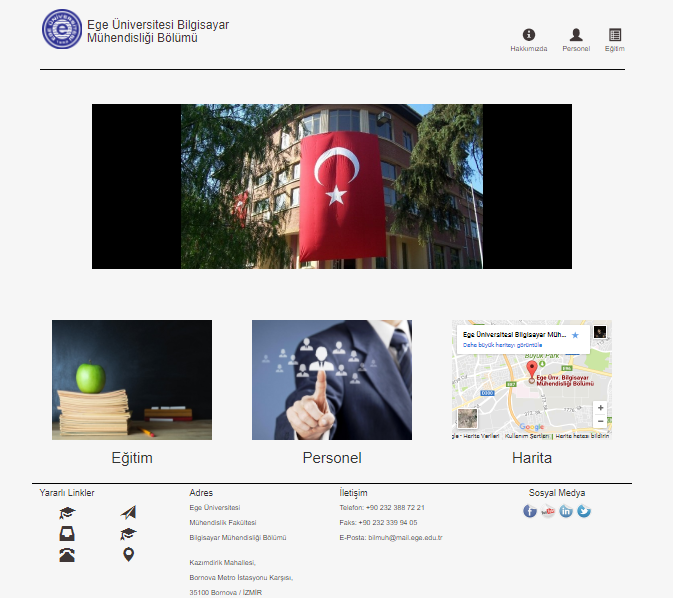 Ege Üniversitesi Bilgisayar
Mühendisliği Bölümü
Hakkımızda
Personel
Eğitim
Ege Üniversitesi Bilgisayar Müh...
Daha büyük haritayı görüntüle
Büyük Park
E87
D300
Ege Ünv. Bilgisayar
Mühendisliği Bölümü
Google
Harita Verileri
Kullanım Şartları
Harita hatası bildirin
Eğitim
Personel
Harita
Yararlı Linkler
Adres
Ege Üniversitesi
Mühendislik Fakültesi
Bilgisayar Mühendisliği Bölümü
Kazımdirik Mahallesi,
Bornova Metro İstasyonu Karşısı,
35100 Bornova / İZMİR
İletişim
Telefon: +90 232 388 72 21
Faks: +90 232 339 94 05
E-Posta: bilmuh@mail.ege.edu.tr
Sosyal Medya